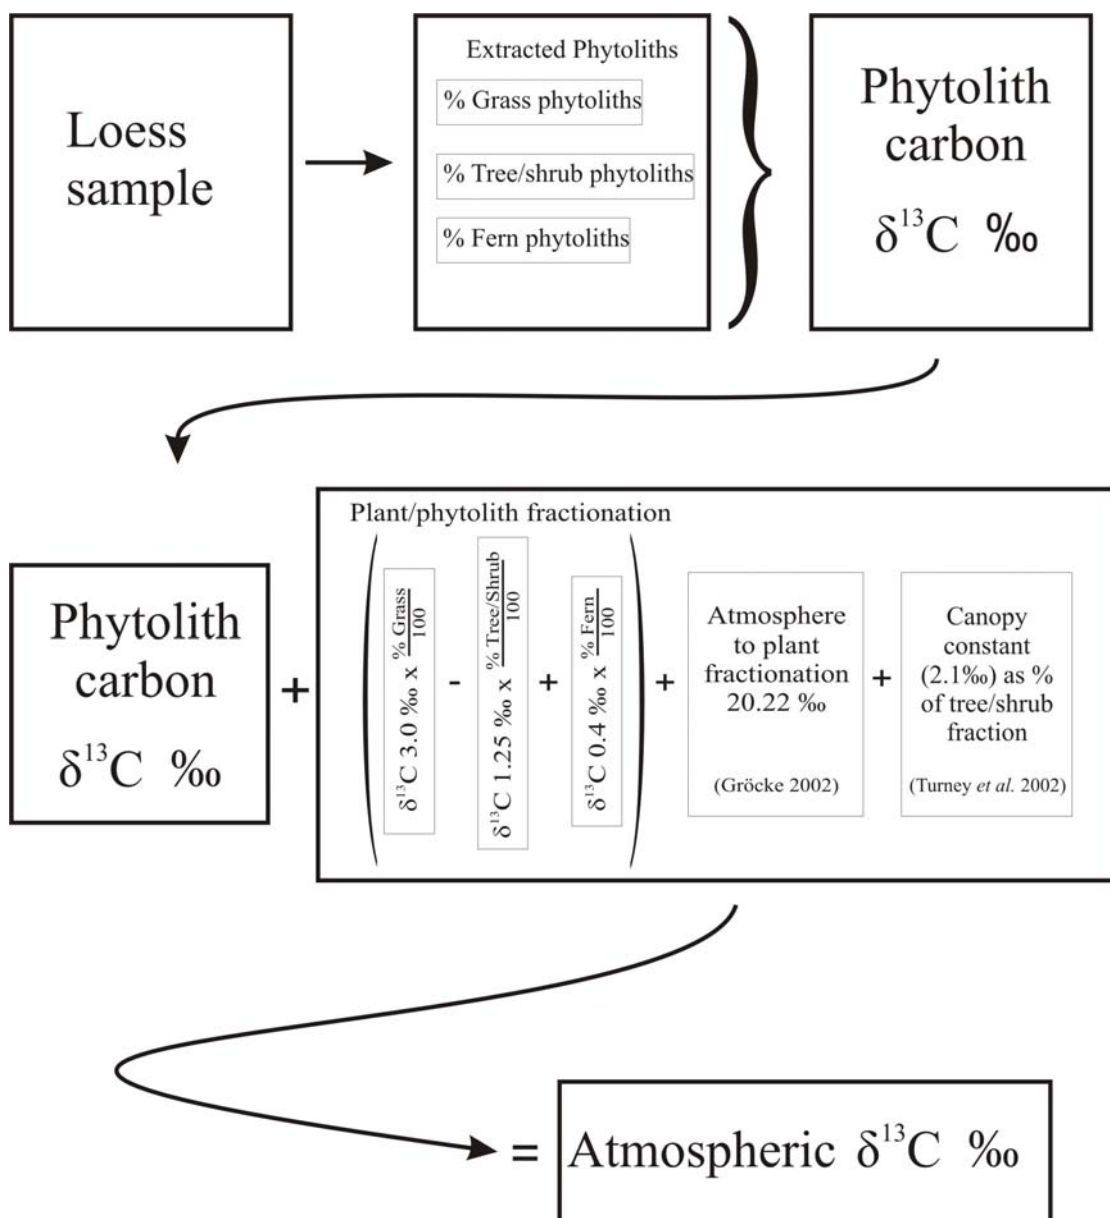 Loess
sample
Extracted Phytoliths
% Grass phytoliths
% Tree/shrub phytoliths
% Fern phytoliths
Phytolith
carbon
δ¹³C ‰
Phytolith
carbon
δ¹³C ‰
+
Plant/phytolith fractionation
δ¹³C 3.0 ‰ x % Grass
100
-
δ¹³C 1.25 ‰ x % Tree/Shrub
100
+
δ¹³C 0.4 ‰ x % Fern
100
+
Atmosphere
to plant
fractionation
20.22 ‰
(Gröcke 2002)
+
Canopy
constant
(2.1‰) as %
of tree/shrub
fraction
(Turney et al. 2002)
= Atmospheric δ¹³C ‰